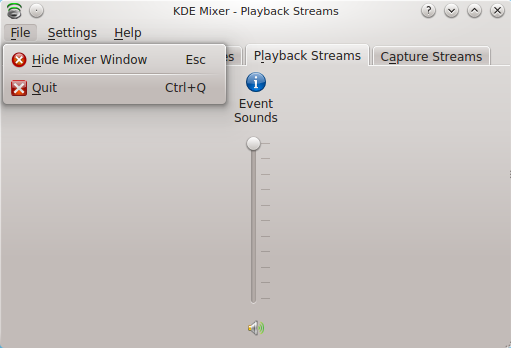 KDE Mixer - Playback Streams
File Settings Help
Hide Mixer Window Esc
Quit Ctrl+Q
Playback Streams Capture Streams
Event
Sounds